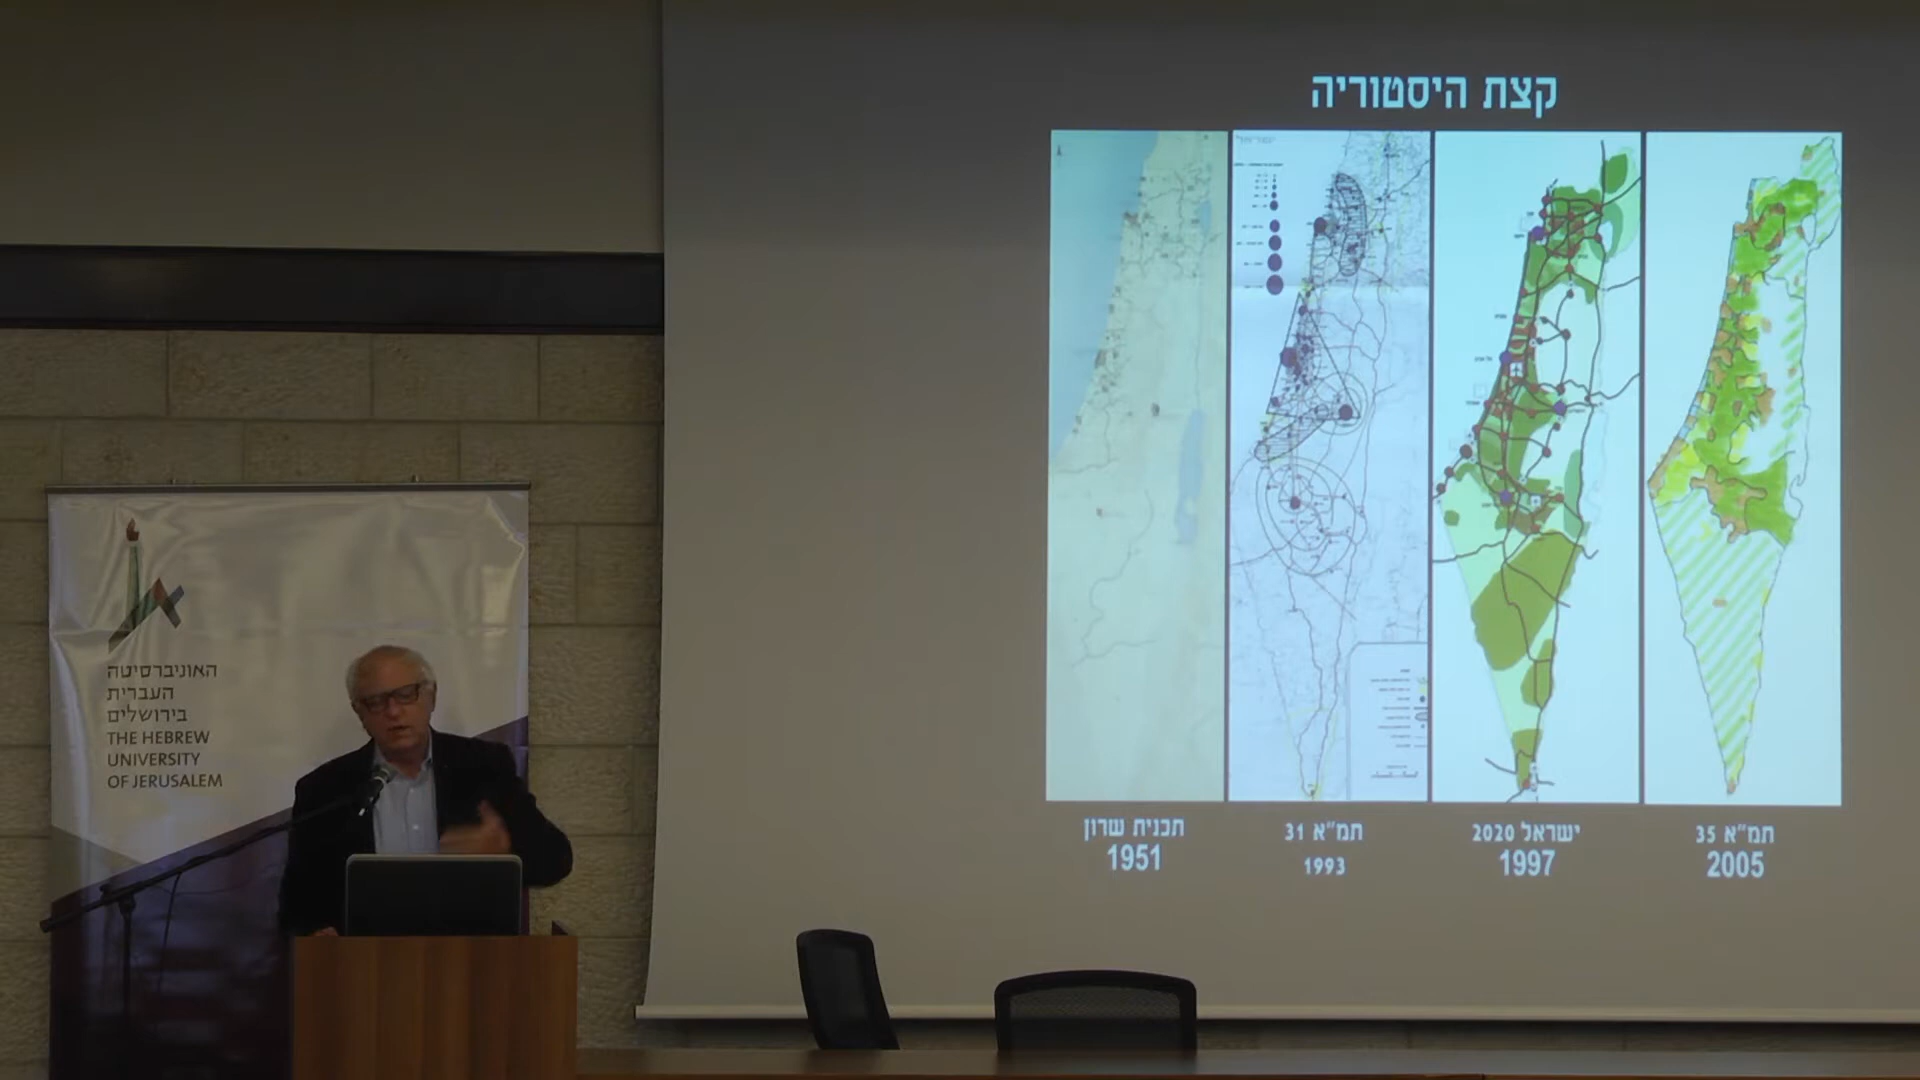 קצת היסטוריה
תכנית שרון
1951
תמ"א 31
1993
ישראל 2020
1997
תמ"א 35
2005
האוניברסיטה
העברית
בירושלים
THE HEBREW
UNIVERSITY
OF JERUSALEM